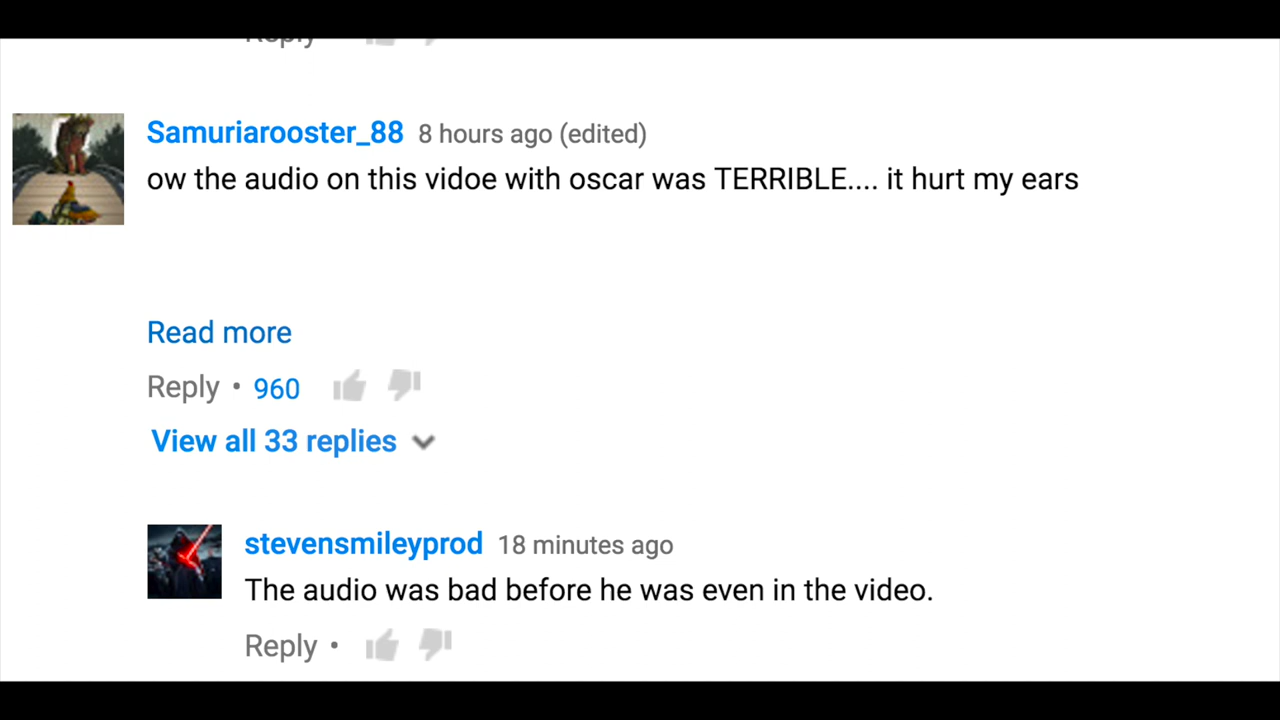 Reply
Samuriarooster_88 8 hours ago (edited)
ow the audio on this vidoe with oscar was TERRIBLE.... it hurt my ears
Read more
Reply • 960
View all 33 replies
stevensmileyprod 18 minutes ago
The audio was bad before he was even in the video.
Reply •